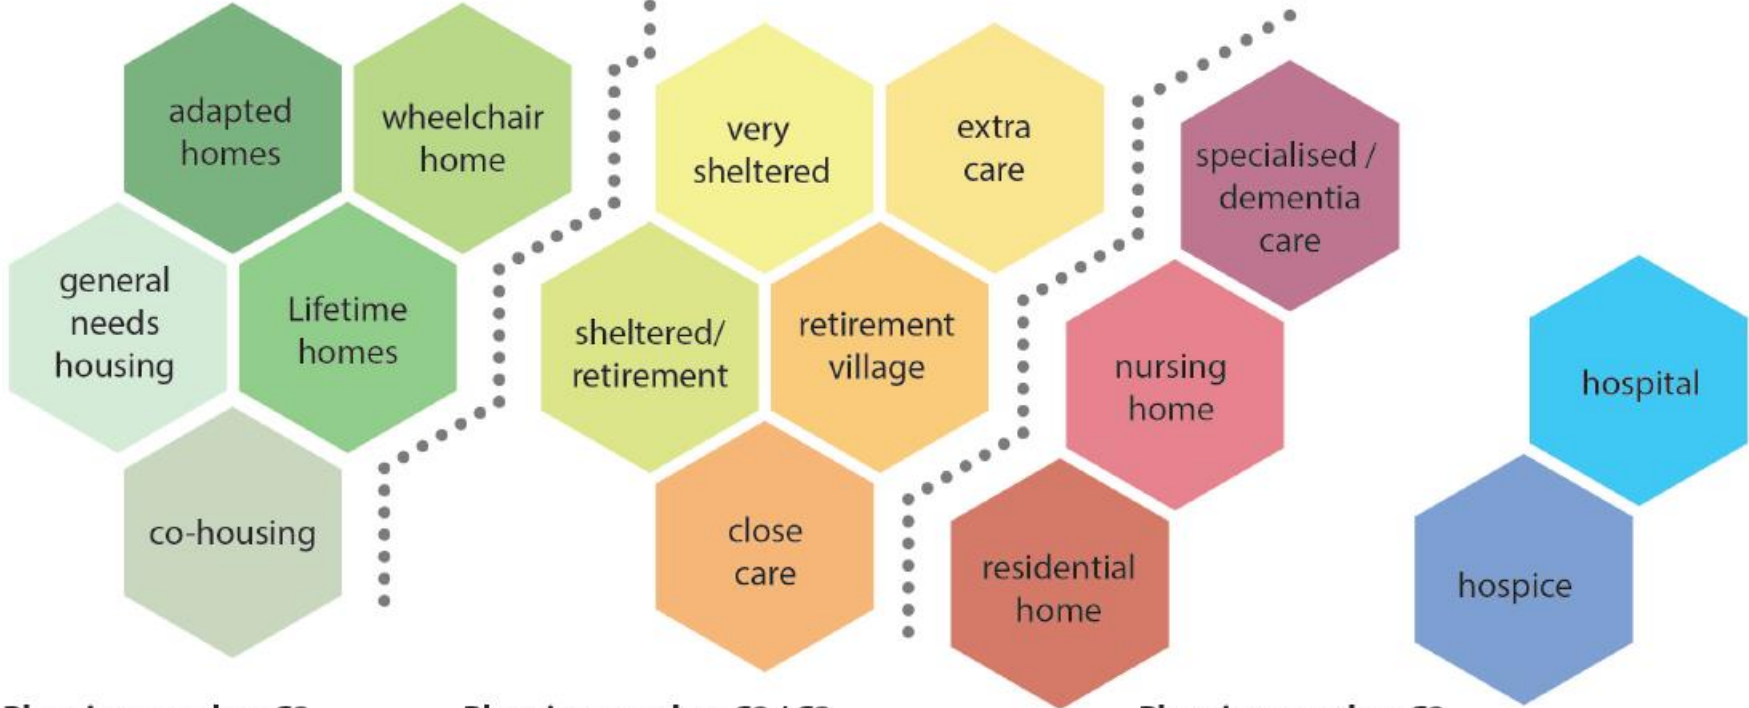 adapted
homes
wheelchair
home
general
needs
housing
Lifetime
homes
co-housing
very
sheltered
extra
care
sheltered/
retirement
retirement
village
close
care
specialised /
dementia
care
nursing
home
residential
home
hospital
hospice